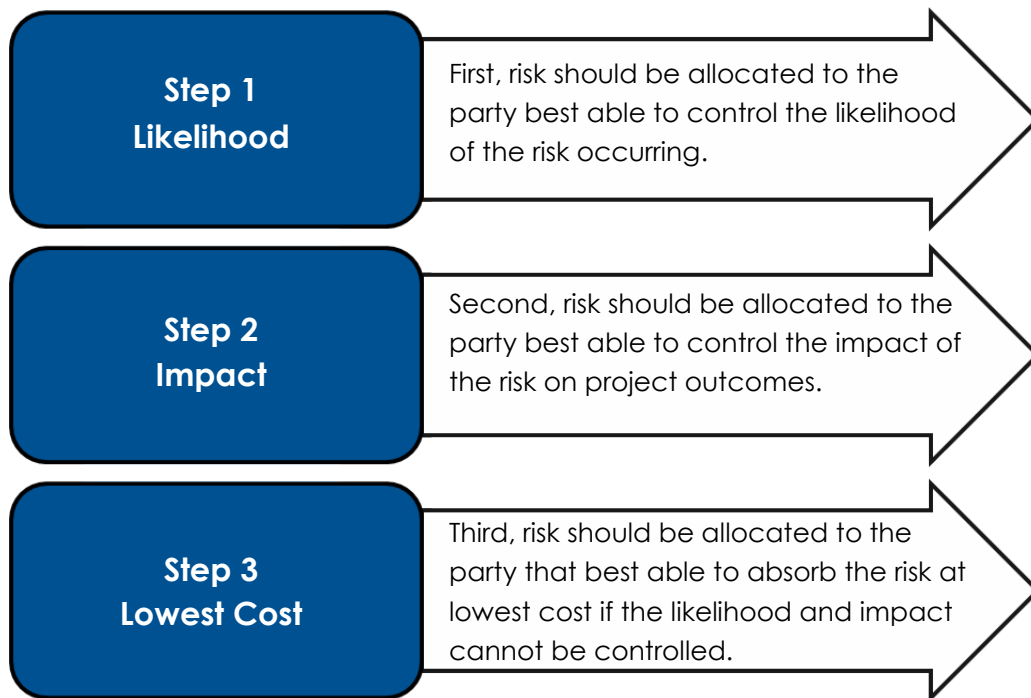 Step 1
Likelihood
First, risk should be allocated to the
party best able to control the likelihood
of the risk occurring.
Step 2
Impact
Second, risk should be allocated to the
party best able to control the impact of
the risk on project outcomes.
Step 3
Lowest Cost
Third, risk should be allocated to the
party that best able to absorb the risk at
lowest cost if the likelihood and impact
cannot be controlled.